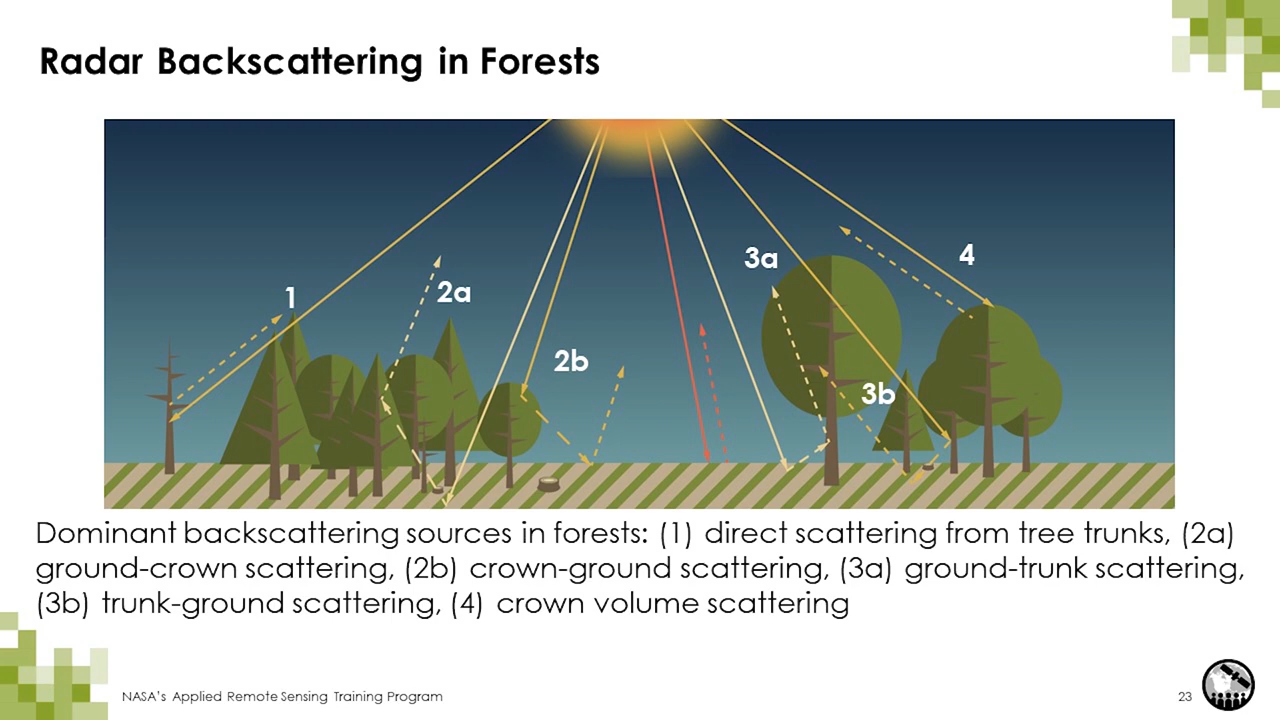 Radar Backscattering in Forests
1
2a
2b
3a
3b
4
Dominant backscattering sources in forests: (1) direct scattering from tree trunks, (2a)
ground-crown scattering, (2b) crown-ground scattering, (3a) ground-trunk scattering,
(3b) trunk-ground scattering, (4) crown volume scattering
NASA's Applied Remote Sensing Training Program
23